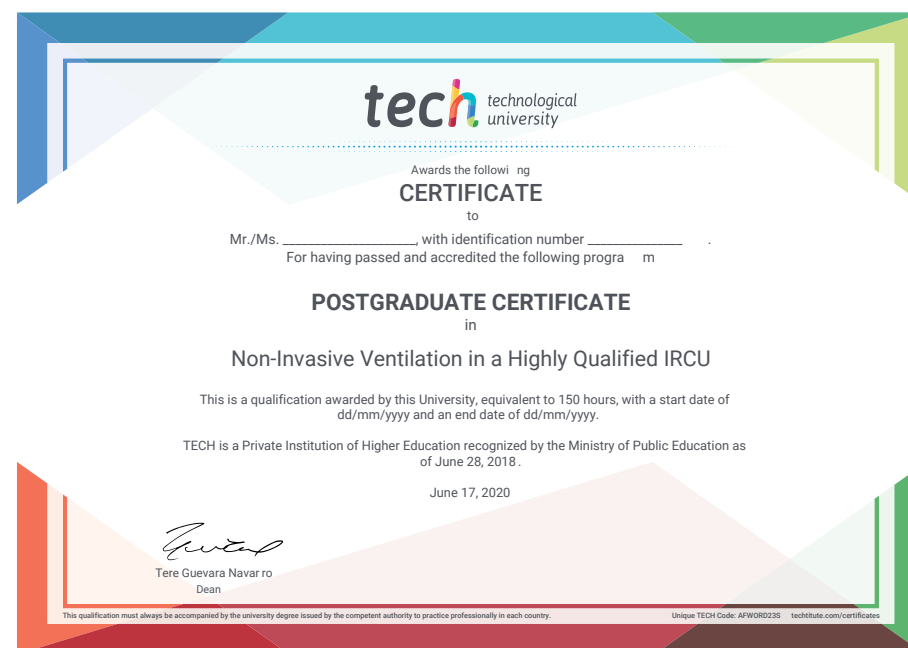 tech technological
university
Awards the followi ng
CERTIFICATE
to
Mr./Ms. ___________________, with identification number ______________ .
For having passed and accredited the following progra m
POSTGRADUATE CERTIFICATE
in
Non-Invasive Ventilation in a Highly Qualified IRCU
This is a qualification awarded by this University, equivalent to 150 hours, with a start date of
dd/mm/yyyy and an end date of dd/mm/yyyy.
TECH is a Private Institution of Higher Education recognized by the Ministry of Public Education as
of June 28, 2018 .
June 17, 2020
Tere Guevara Navar ro
Dean
This qualification must always be accompanied by the university degree issued by the competent authority to practice professionally in each country. Unique TECH Code: AFWORD23S techtitute.com/certificates